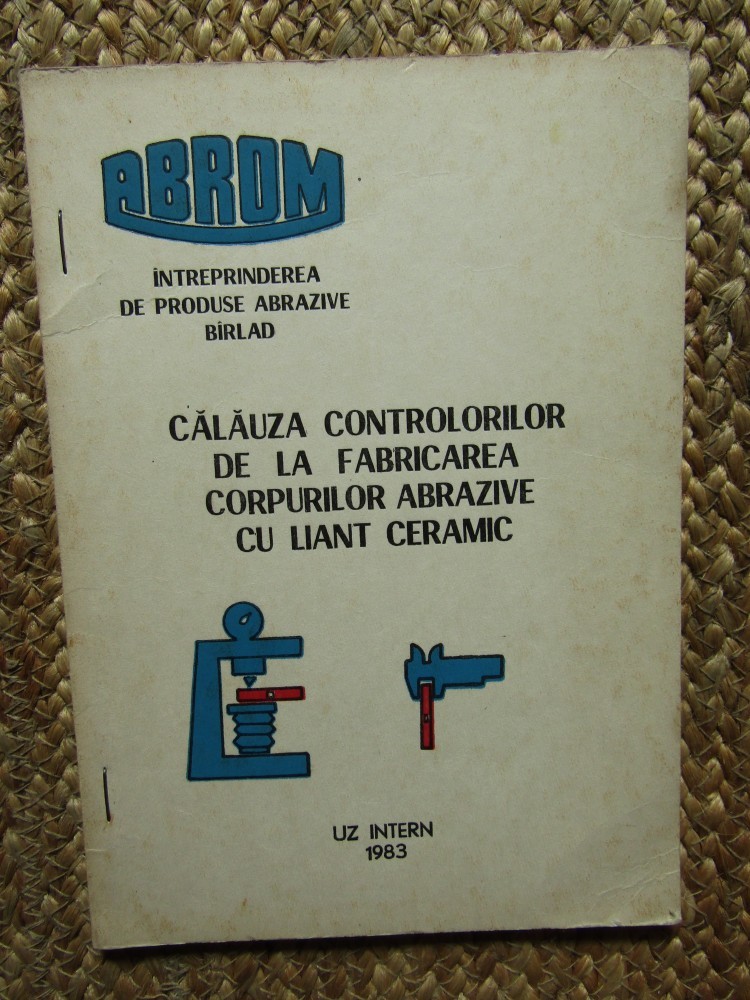 ABROM
ÎNTREPRINDEREA
DE PRODUSE ABRAZIVE
BÎRLAD
CĂLĂUZA CONTROLORILOR
DE LA FABRICAREA
CORPURILOR ABRAZIVE
CU LIANT CERAMIC
UZ INTERN
1983